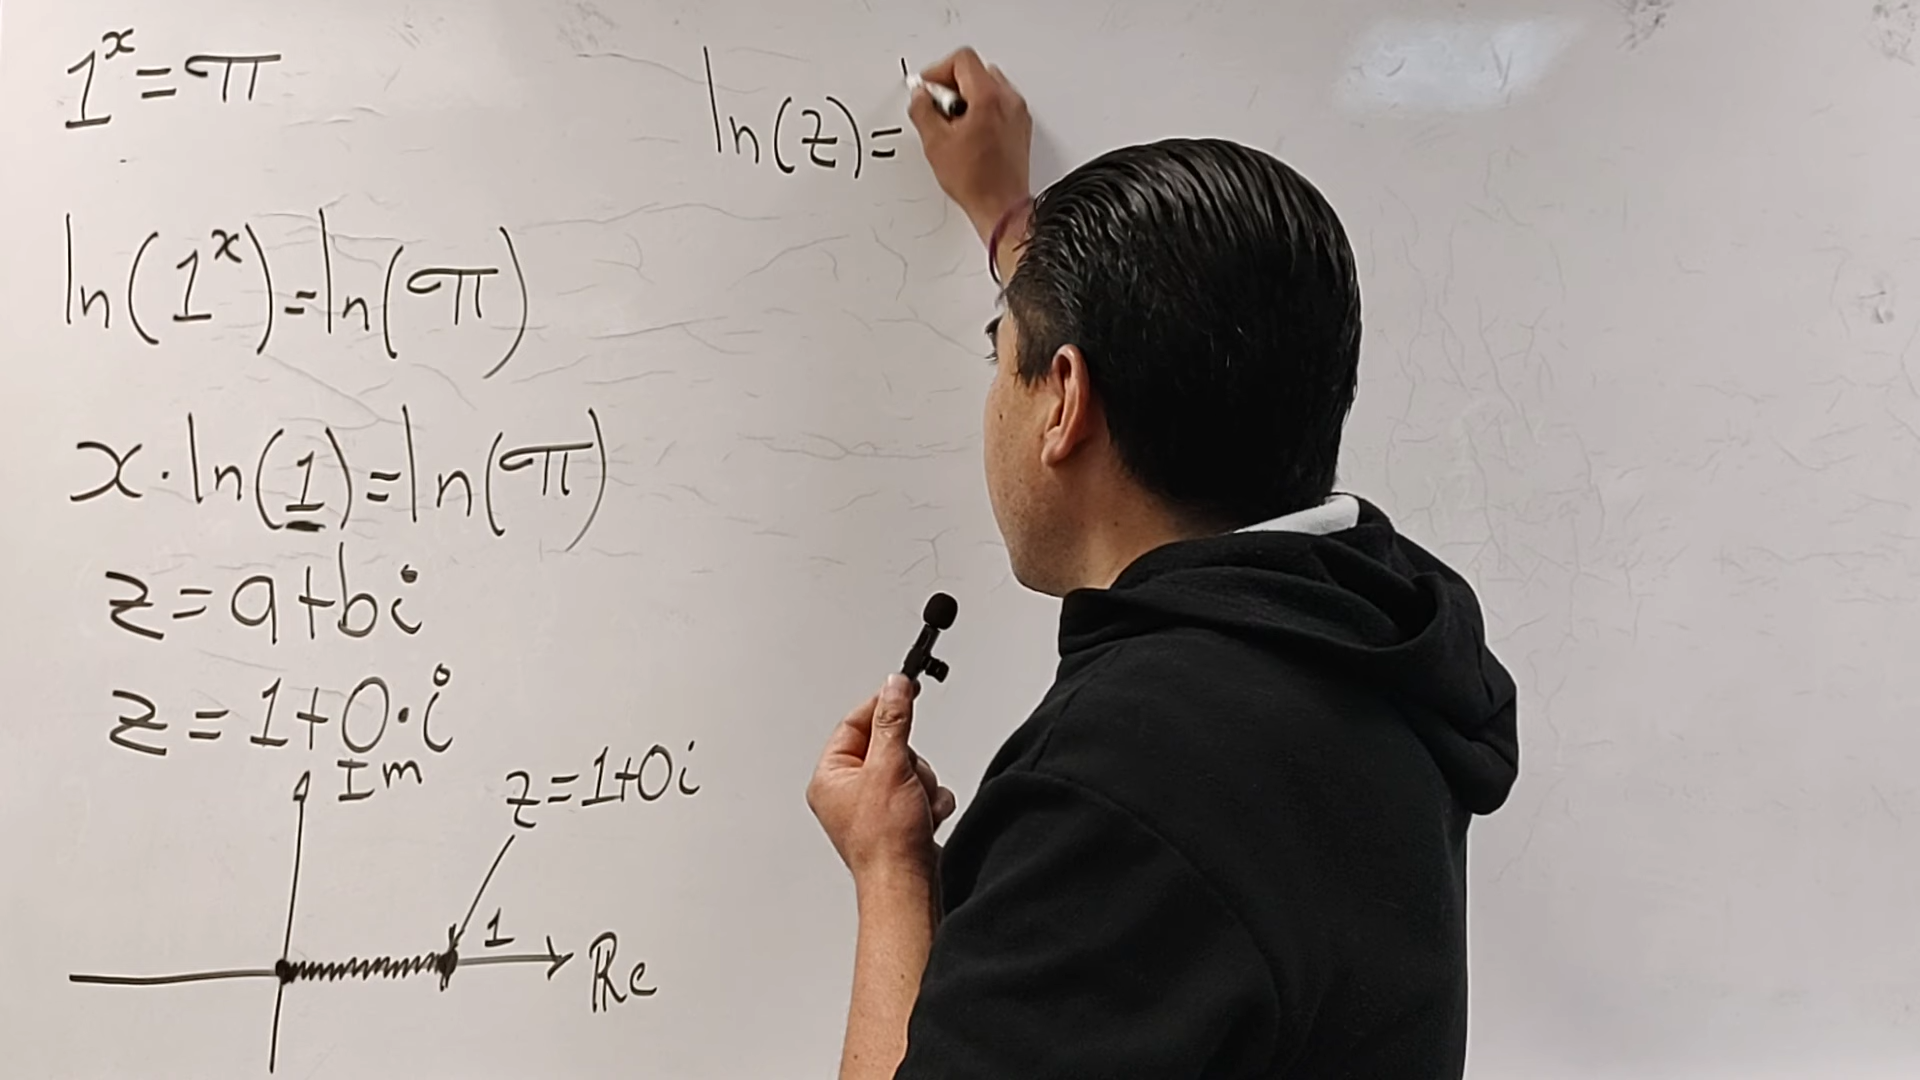 1^x=π
ln(1^x)=ln(π)
x·ln(1)=ln(π)
z=a+bi
z=1+0·i
Im
z=1+0i
1
Re
ln(z)=